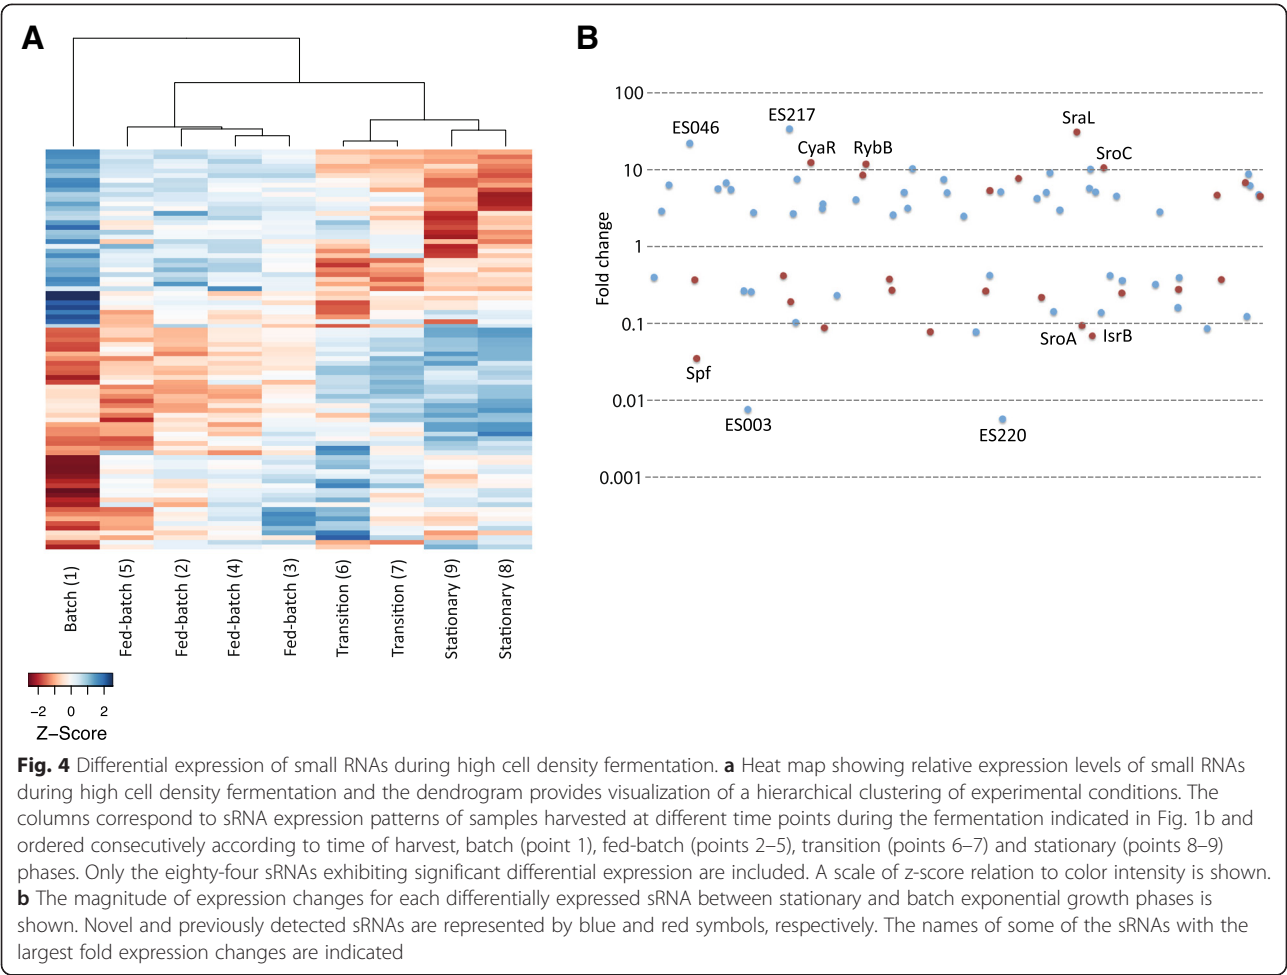 A
B
100
ES217
SraL
ES046
CyaR
RybB
SroC
10
Fold change
1
0.1
SroA
IsrB
Spf
0.01
ES003
ES220
0.001
Batch (1)
Fed-batch (5)
Fed-batch (2)
Fed-batch (4)
Fed-batch (3)
Transition (6)
Transition (7)
Stationary (9)
Stationary (8)
−2 0 2
Z−Score
Fig. 4 Differential expression of small RNAs during high cell density fermentation. a Heat map showing relative expression levels of small RNAs
during high cell density fermentation and the dendrogram provides visualization of a hierarchical clustering of experimental conditions. The
columns correspond to sRNA expression patterns of samples harvested at different time points during the fermentation indicated in Fig. 1b and
ordered consecutively according to time of harvest, batch (point 1), fed-batch (points 2–5), transition (points 6–7) and stationary (points 8–9)
phases. Only the eighty-four sRNAs exhibiting significant differential expression are included. A scale of z-score relation to color intensity is shown.
b The magnitude of expression changes for each differentially expressed sRNA between stationary and batch exponential growth phases is
shown. Novel and previously detected sRNAs are represented by blue and red symbols, respectively. The names of some of the sRNAs with the
largest fold expression changes are indicated